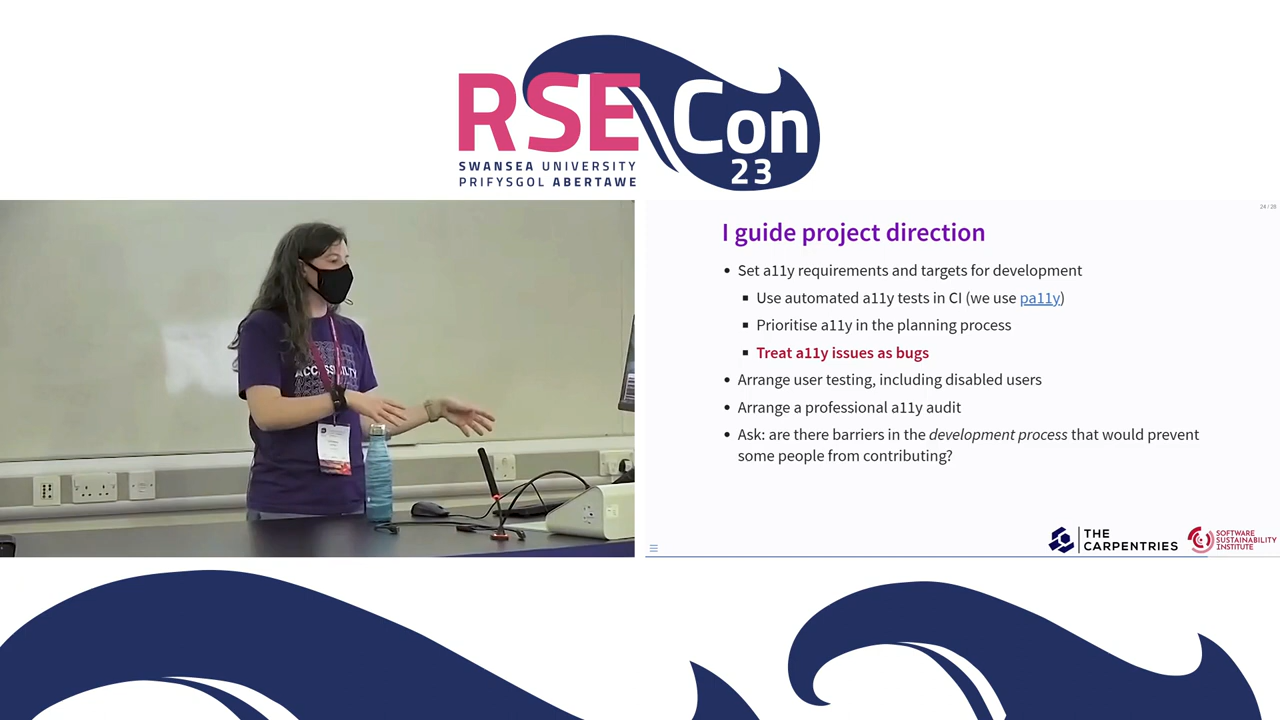 RSE Con
23
SWANSEA UNIVERSITY
PRIFYSGOL ABERTAWE
ACCESSIBILITY
24 / 28
I guide project direction
• Set a11y requirements and targets for development
▪ Use automated a11y tests in CI (we use pa11y)
▪ Prioritise a11y in the planning process
▪ Treat a11y issues as bugs
• Arrange user testing, including disabled users
• Arrange a professional a11y audit
• Ask: are there barriers in the development process that would prevent
some people from contributing?
THE
CARPENTRIES
SOFTWARE
SUSTAINABILITY
INSTITUTE